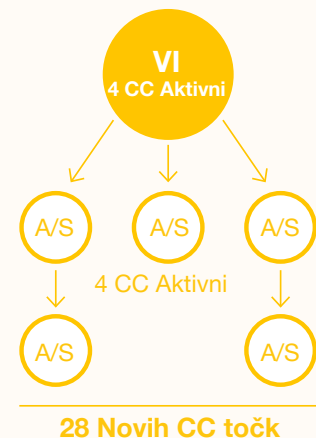 VI
4 CC Aktivni
A/S A/S A/S
4 CC Aktivni
A/S A/S
28 Novih CC točk